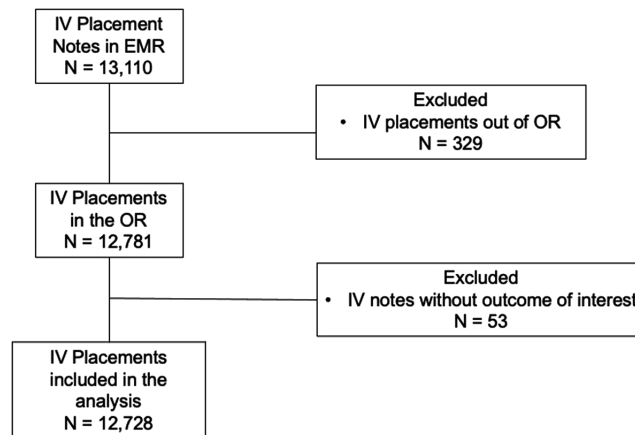 IV Placement
Notes in EMR
N = 13,110
Excluded
• IV placements out of OR
N = 329
IV Placements
in the OR
N = 12,781
Excluded
• IV notes without outcome of interest
N = 53
IV Placements
included in the
analysis
N = 12,728